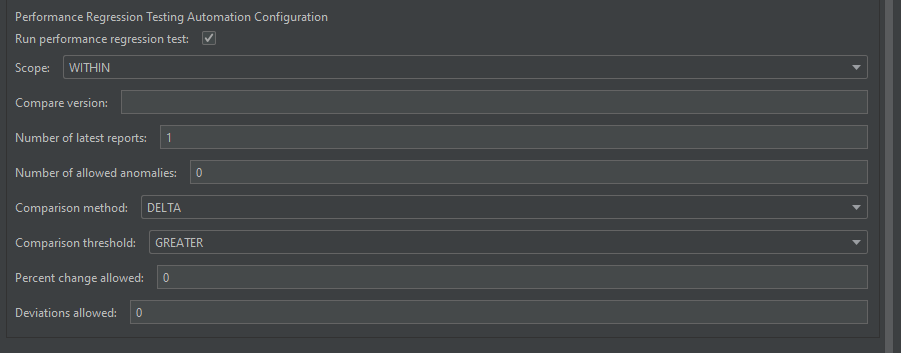 Performance Regression Testing Automation Configuration
Run performance regression test:
Scope: WITHIN
Compare version:
Number of latest reports: 1
Number of allowed anomalies: 0
Comparison method: DELTA
Comparison threshold: GREATER
Percent change allowed: 0
Deviations allowed: 0